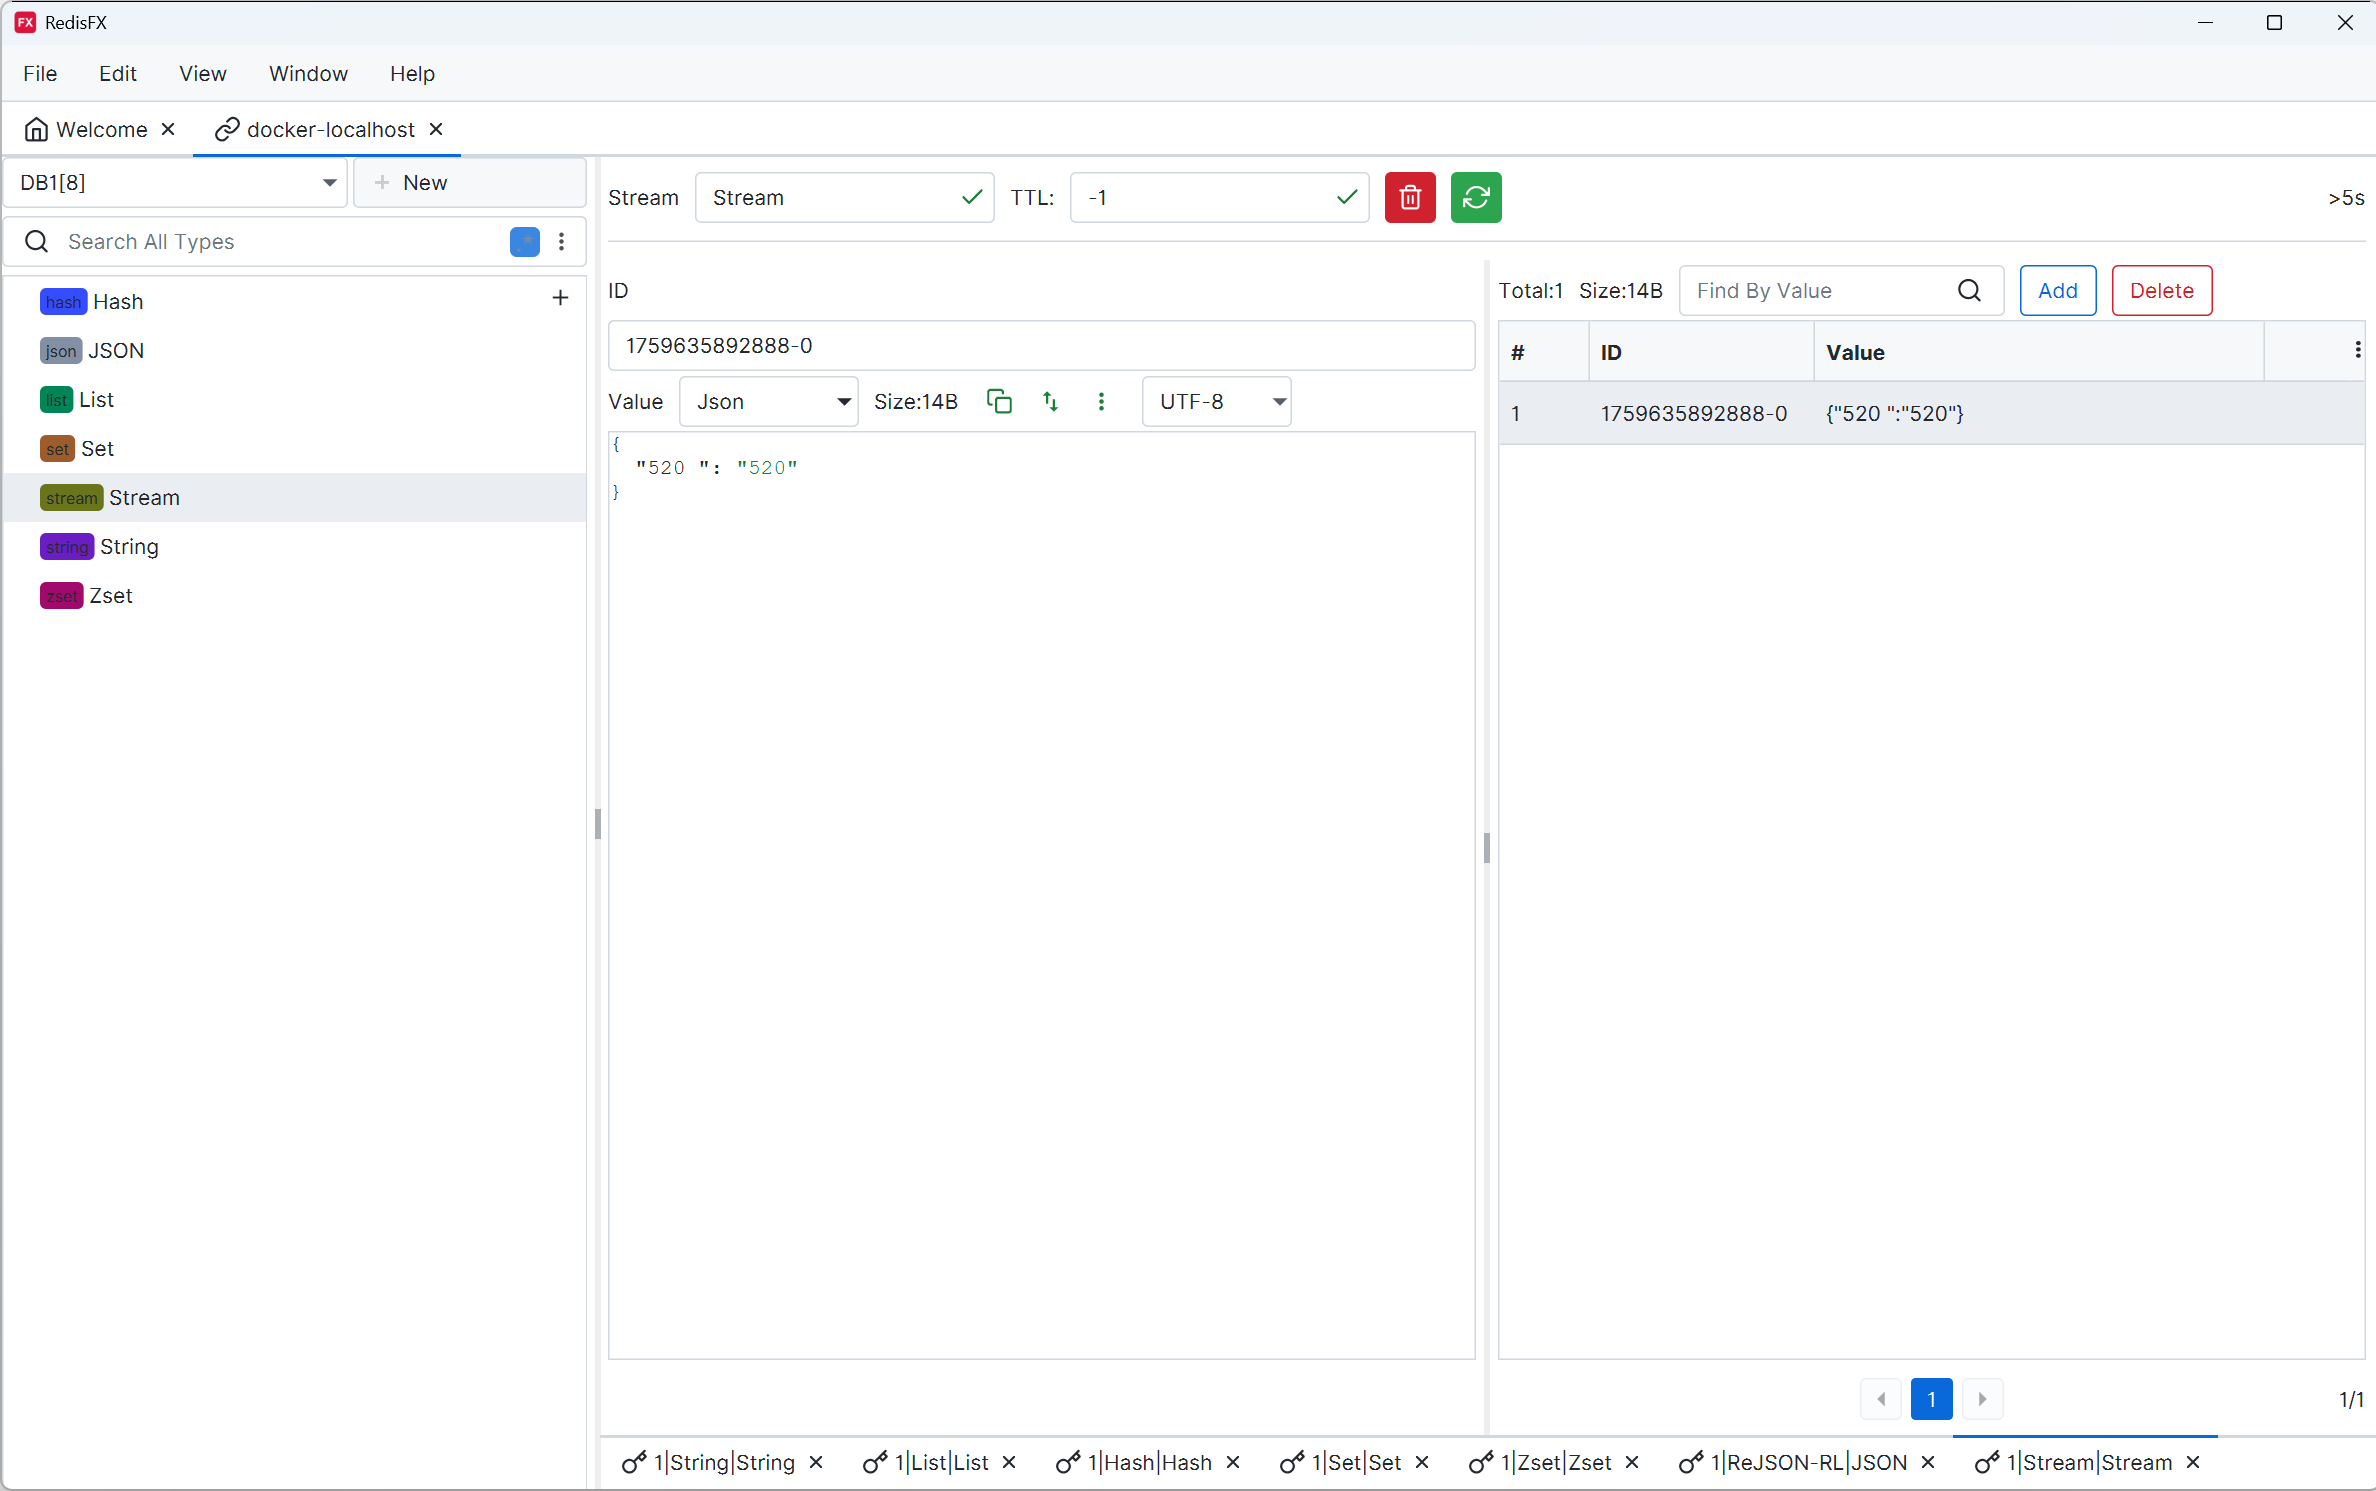 FX RedisFX
File Edit View Window Help
Welcome docker-localhost
DB1[8] + New
Search All Types .*
hash Hash
json JSON
list List
set Set
stream Stream
string String
zset Zset
Stream Stream TTL: -1 >5s
ID
1759635892888-0
Value Json Size:14B UTF-8
{
"520 ": "520"
}
Total:1 Size:14B Find By Value Add Delete
# ID Value
1 1759635892888-0 {"520 ":"520"}
1 1/1
1|String|String 1|List|List 1|Hash|Hash 1|Set|Set 1|Zset|Zset 1|ReJSON-RL|JSON 1|Stream|Stream